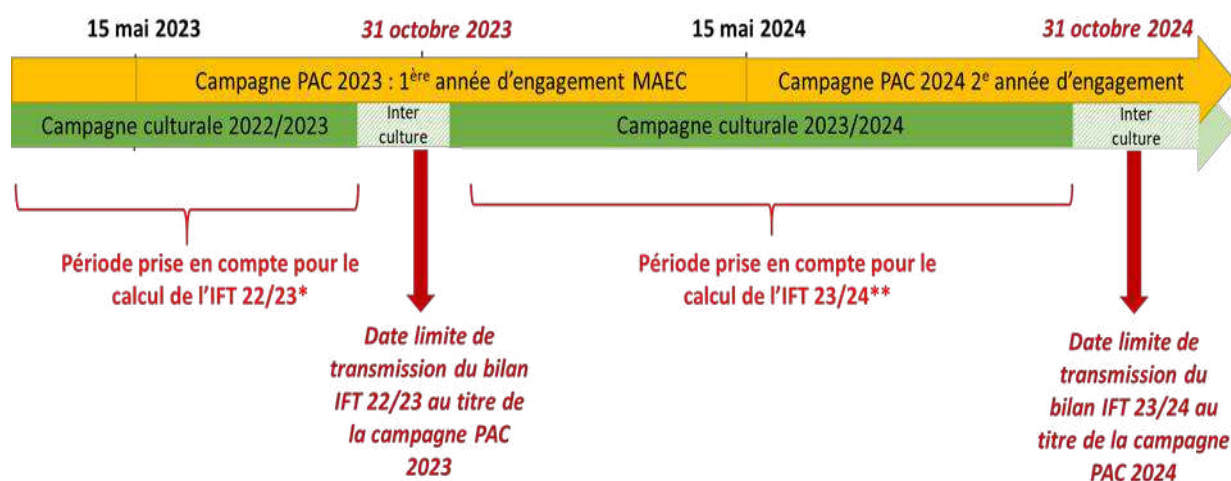 15 mai 2023
31 octobre 2023
15 mai 2024
31 octobre 2024
Campagne PAC 2023 : 1ère année d'engagement MAEC
Campagne PAC 2024 2e année d'engagement
Campagne culturale 2022/2023
Inter
culture
Campagne culturale 2023/2024
Inter
culture
Période prise en compte pour le
calcul de l'IFT 22/23*
Période prise en compte pour le
calcul de l'IFT 23/24**
Date limite de
transmission du bilan
IFT 22/23 au titre de
la campagne PAC
2023
Date limite de
transmission du
bilan IFT 23/24 au
titre de la campagne
PAC 2024